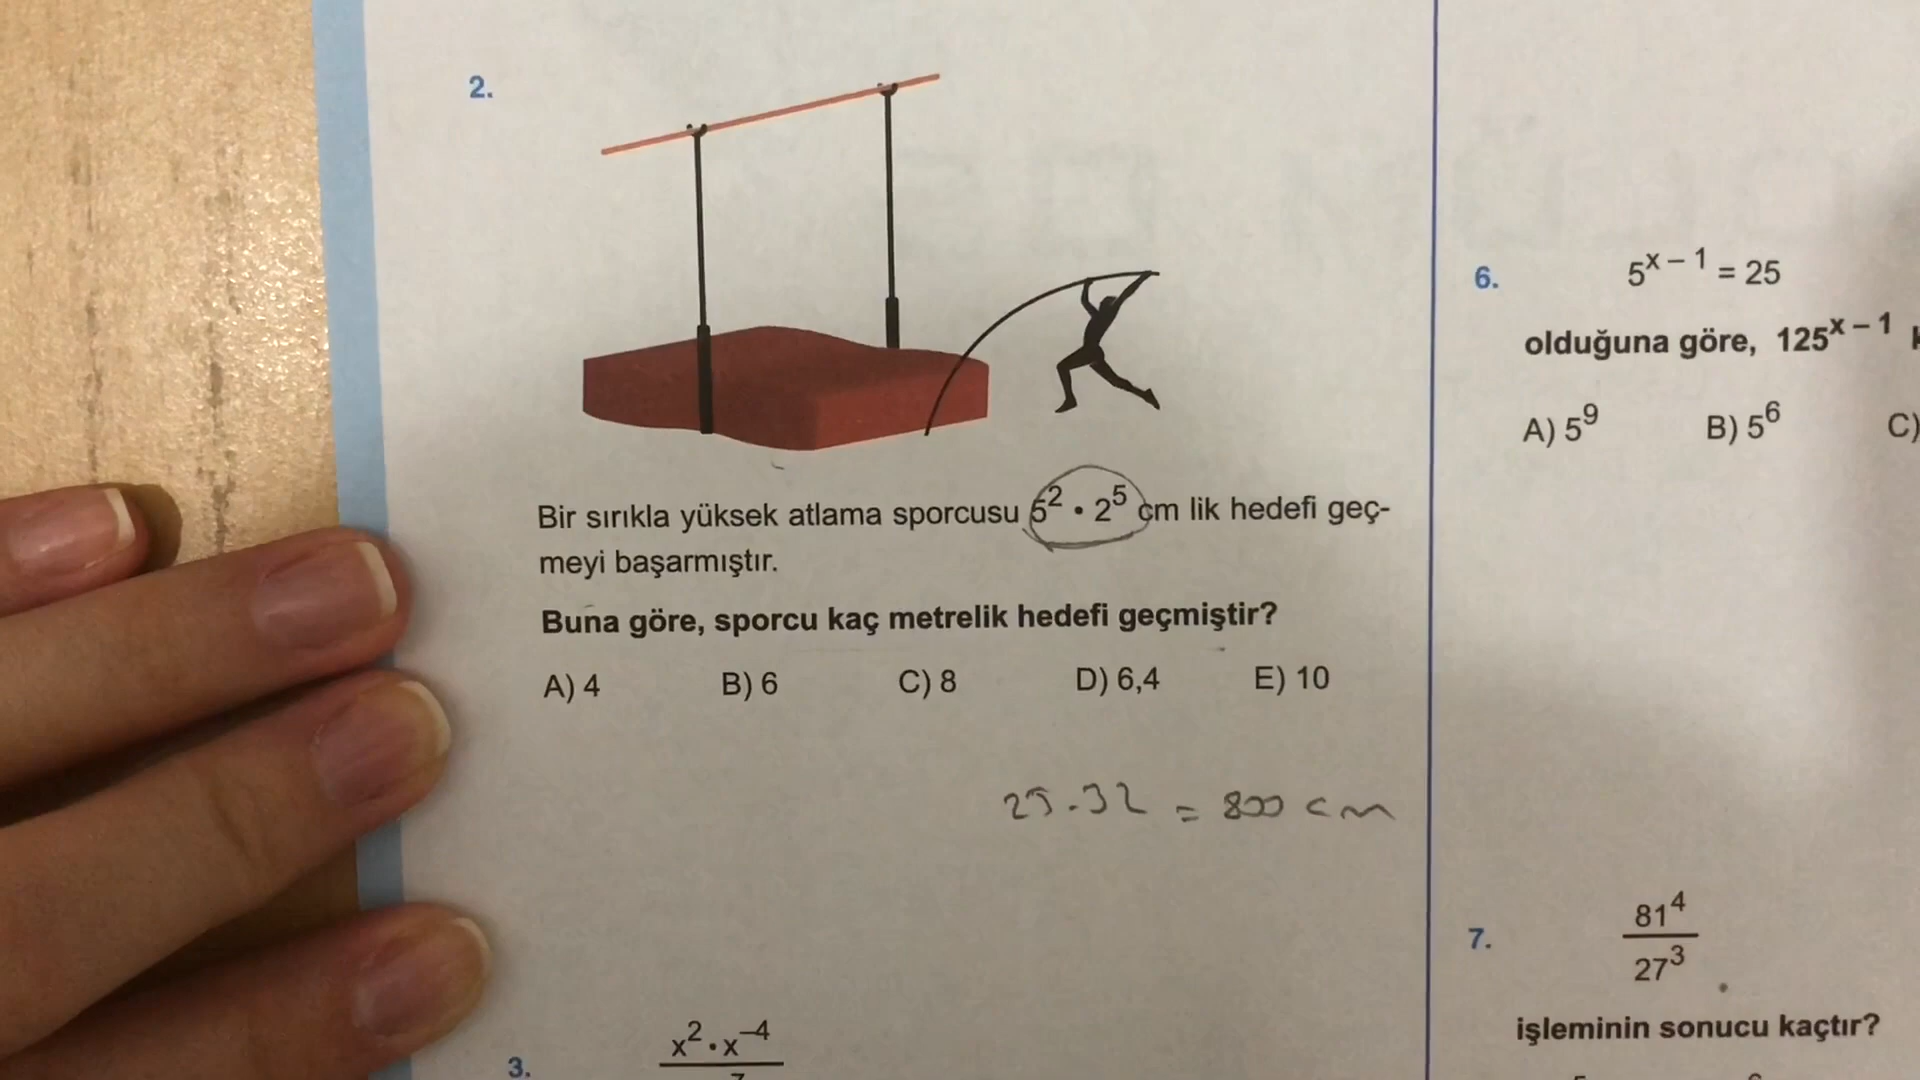 2.
Bir sırıkla yüksek atlama sporcusu 5² • 2⁵ cm lik hedefi geç-
meyi başarmıştır.
Buna göre, sporcu kaç metrelik hedefi geçmiştir?
A) 4 B) 6 C) 8 D) 6,4 E) 10
25.32 = 800 cm
3.
x² • x⁻⁴
6.
5ˣ⁻¹ = 25
olduğuna göre, 125ˣ⁻¹
A) 5⁹ B) 5⁶ C)
7.
81⁴
27³
işleminin sonucu kaçtır?